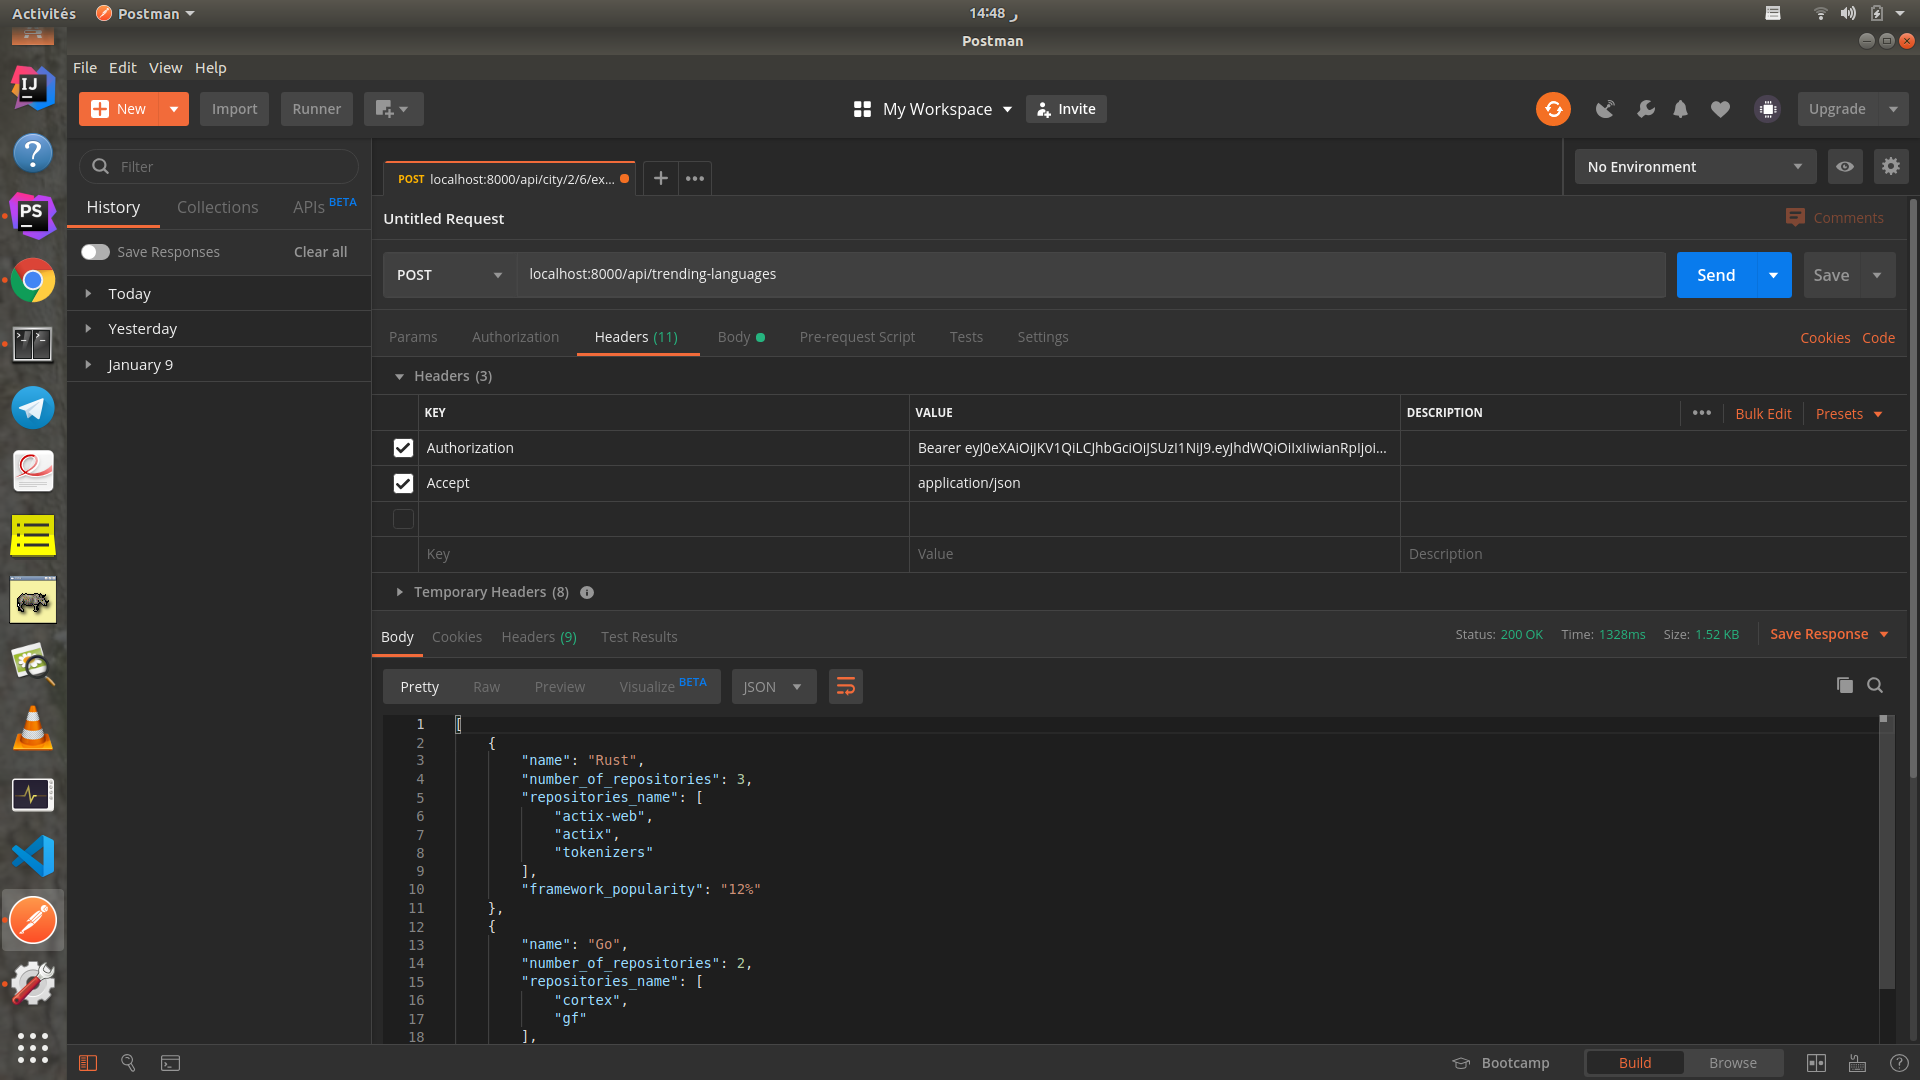 Activités
Postman
14:48 ر
Postman
File Edit View Help
New
Import
Runner
My Workspace
Invite
Upgrade
Filter
History
Collections
APIs BETA
Save Responses
Clear all
Today
Yesterday
January 9
POST localhost:8000/api/city/2/6/ex...
No Environment
Untitled Request
Comments
POST
localhost:8000/api/trending-languages
Send
Save
Params
Authorization
Headers (11)
Body
Pre-request Script
Tests
Settings
Cookies
Code
Headers (3)
KEY
VALUE
DESCRIPTION
Bulk Edit
Presets
Authorization
Bearer eyJ0eXAiOiJKV1QiLCJhbGciOiJSUzI1NiJ9.eyJhdWQiOiIxIiwianRpIjoi...
Accept
application/json
Key
Value
Description
Temporary Headers (8)
Body
Cookies
Headers (9)
Test Results
Status: 200 OK
Time: 1328ms
Size: 1.52 KB
Save Response
Pretty
Raw
Preview
Visualize BETA
JSON
1 [
2 {
3 "name": "Rust",
4 "number_of_repositories": 3,
5 "repositories_name": [
6 "actix-web",
7 "actix",
8 "tokenizers"
9 ],
10 "framework_popularity": "12%"
11 },
12 {
13 "name": "Go",
14 "number_of_repositories": 2,
15 "repositories_name": [
16 "cortex",
17 "gf"
18 ],
Bootcamp
Build
Browse
IJ
PS